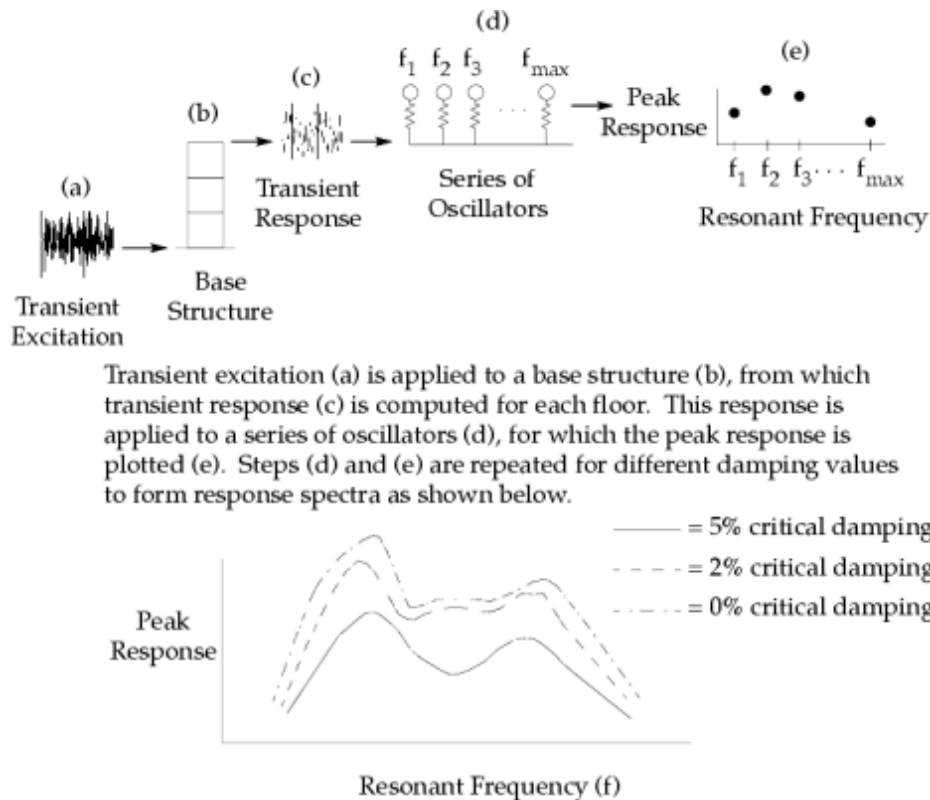 (d)
f1 f2 f3 fmax
(e)
(c)
(b)
Peak
Response
f1 f2 f3 . . . fmax
Series of
Oscillators
Resonant Frequency
Transient
Response
(a)
Base
Structure
Transient
Excitation
Transient excitation (a) is applied to a base structure (b), from which
transient response (c) is computed for each floor. This response is
applied to a series of oscillators (d), for which the peak response is
plotted (e). Steps (d) and (e) are repeated for different damping values
to form response spectra as shown below.
= 5% critical damping
= 2% critical damping
= 0% critical damping
Peak
Response
Resonant Frequency (f)